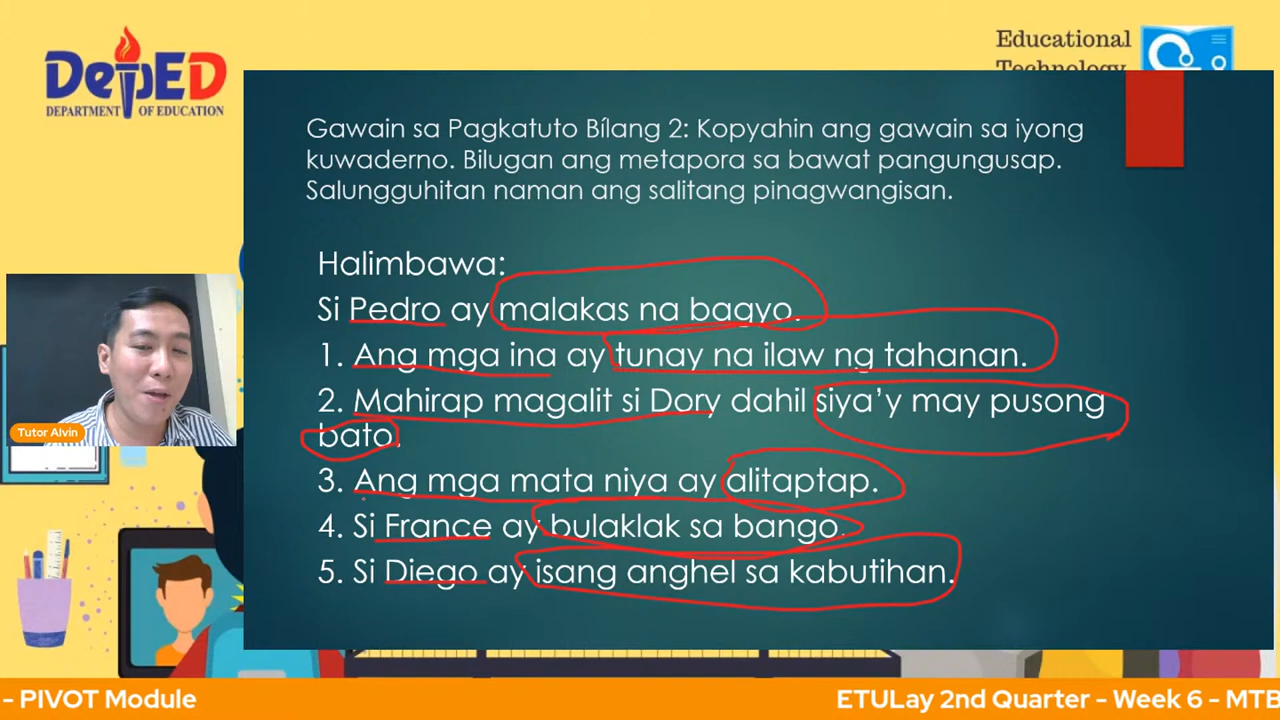 DepED
DEPARTMENT OF EDUCATION
Educational
Technology
Gawain sa Pagkatuto Bílang 2: Kopyahin ang gawain sa iyong
kuwaderno. Bilugan ang metapora sa bawat pangungusap.
Salungguhitan naman ang salitang pinagwangisan.
Halimbawa:
Si Pedro ay malakas na bagyo.
1. Ang mga ina ay tunay na ilaw ng tahanan.
2. Mahirap magalit si Dory dahil siya’y may pusong
bato.
3. Ang mga mata niya ay alitaptap.
4. Si France ay bulaklak sa bango.
5. Si Diego ay isang anghel sa kabutihan.
Tutor Alvin
- PIVOT Module
ETULay 2nd Quarter - Week 6 - MTB